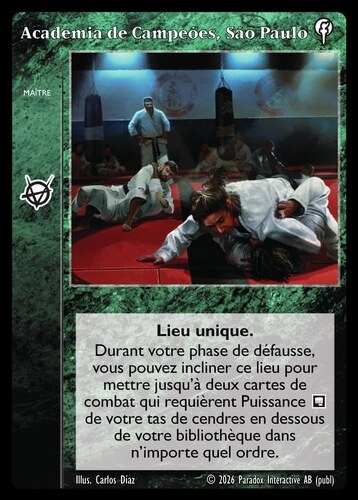 Academia de Campeões, São Paulo
MAÎTRE
Lieu unique.
Durant votre phase de défausse,
vous pouvez incliner ce lieu pour
mettre jusqu'à deux cartes de
combat qui requièrent Puissance
de votre tas de cendres en dessous
de votre bibliothèque dans
n'importe quel ordre.
Illus. Carlos Díaz
© 2026 Paradox Interactive AB (publ)